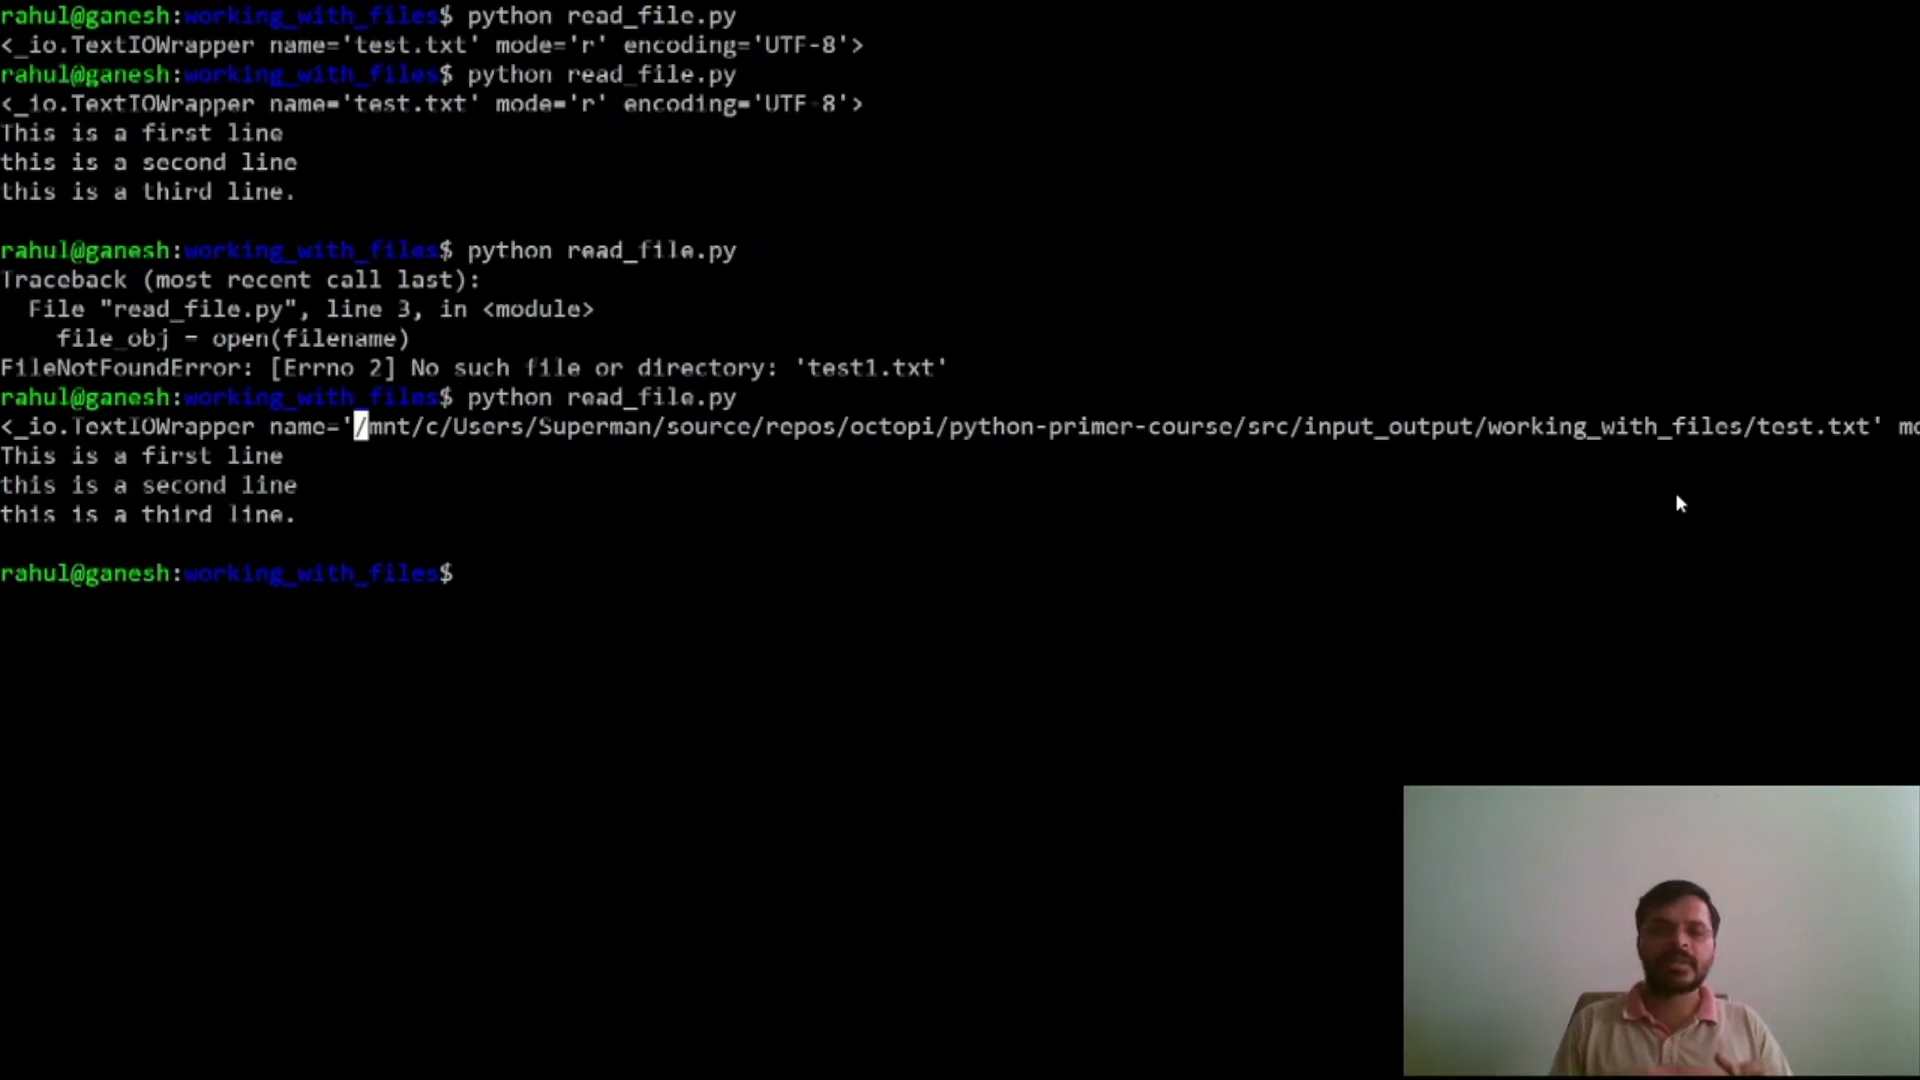 rahul@ganesh:working_with_files$ python read_file.py
<_io.TextIOWrapper name='test.txt' mode='r' encoding='UTF-8'>
rahul@ganesh:working_with_files$ python read_file.py
<_io.TextIOWrapper name='test.txt' mode='r' encoding='UTF-8'>
This is a first line
this is a second line
this is a third line.
rahul@ganesh:working_with_files$ python read_file.py
Traceback (most recent call last):
  File "read_file.py", line 3, in <module>
    file_obj = open(filename)
FileNotFoundError: [Errno 2] No such file or directory: 'test1.txt'
rahul@ganesh:working_with_files$ python read_file.py
<_io.TextIOWrapper name='/mnt/c/Users/Superman/source/repos/octopi/python-primer-course/src/input_output/working_with_files/test.txt' mo
This is a first line
this is a second line
this is a third line.
rahul@ganesh:working_with_files$